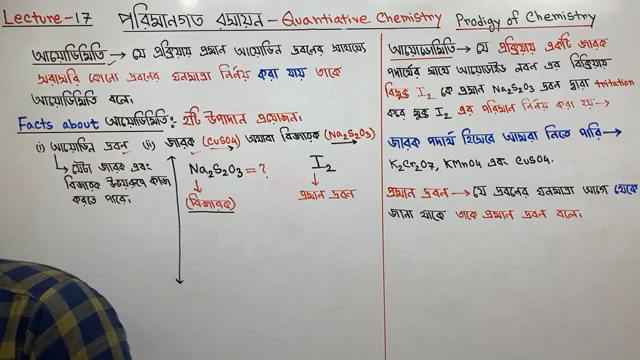 Lecture-17 পরিমানগত রসায়ন - Quantiative Chemistry Prodigy of Chemistry
আয়োডিমিতি → যে প্রক্রিয়ায় প্রমান আয়োডিন দ্রবনের সাহায্যে
সরাসরি কোনো দ্রবনের ঘনমাত্রা নির্নয় করা যায় তাকে
আয়োডিমিতি বলে।
Facts about আয়োডিমিতি: ২টি উপাদান প্রয়োজন।
(i) আয়োডিন দ্রবন (ii) জারক (CuSO4) অথবা বিজারক (Na2S2O3)
যেটা জারক এবং
বিজারক উভয়রূপে কাজ
করতে পারে।
Na2S2O3 = ? I2
(বিজারক) প্রমান দ্রবন
আয়োডোমিতি → যে প্রক্রিয়ায় একটি জারক
পদার্থের সাথে আয়োডাইড লবন এর বিক্রিয়ায়
বিমুক্ত I2 কে প্রমান Na2S2O3 দ্রবন দ্বারা titration
করে মুক্ত I2 এর পরিমান নির্নয় করা হয় →
জারক পদার্থ হিসেবে আমরা নিতে পারি →
K2Cr2O7, KMnO4 এবং CuSO4.
প্রমান দ্রবন → যে দ্রবনের ঘনমাত্রা আগে থেকে
জানা থাকে তাকে প্রমান দ্রবন বলে।